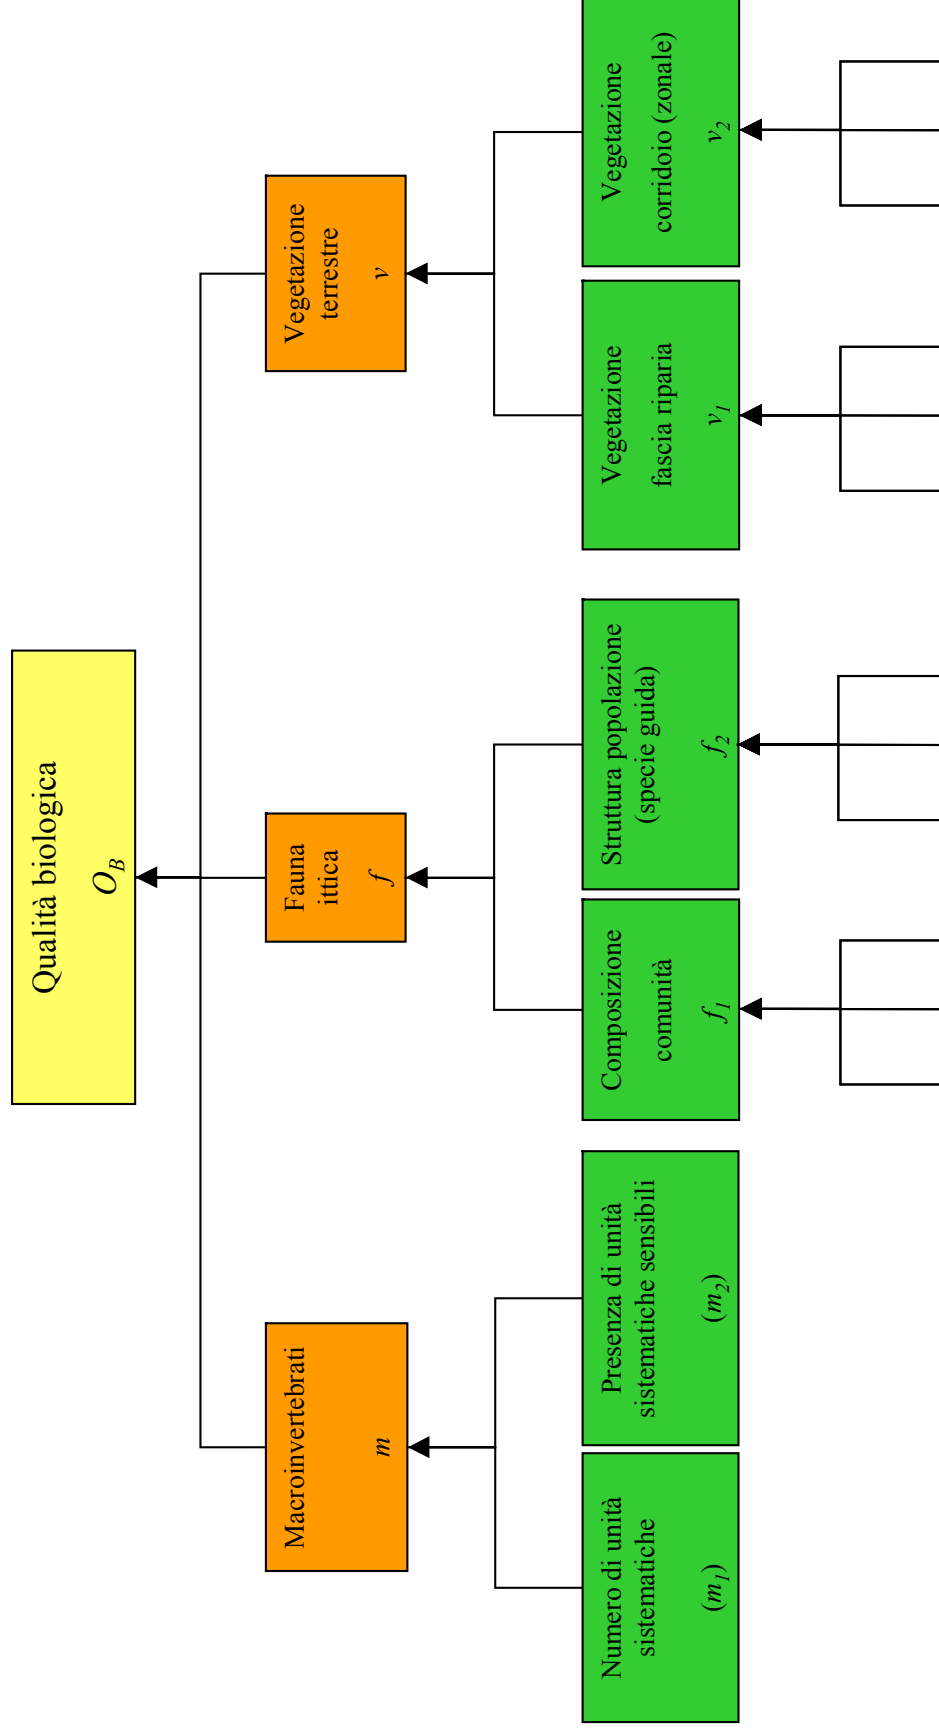 Qualità biologica
O_B
Macroinvertebrati
m
Fauna
ittica
f
Vegetazione
terrestre
v
Numero di unità
sistematiche
(m_1)
Presenza di unità
sistematiche sensibili
(m_2)
Composizione
comunità
f_1
Struttura popolazione
(specie guida)
f_2
Vegetazione
fascia riparia
v_1
Vegetazione
corridoio (zonale)
v_2